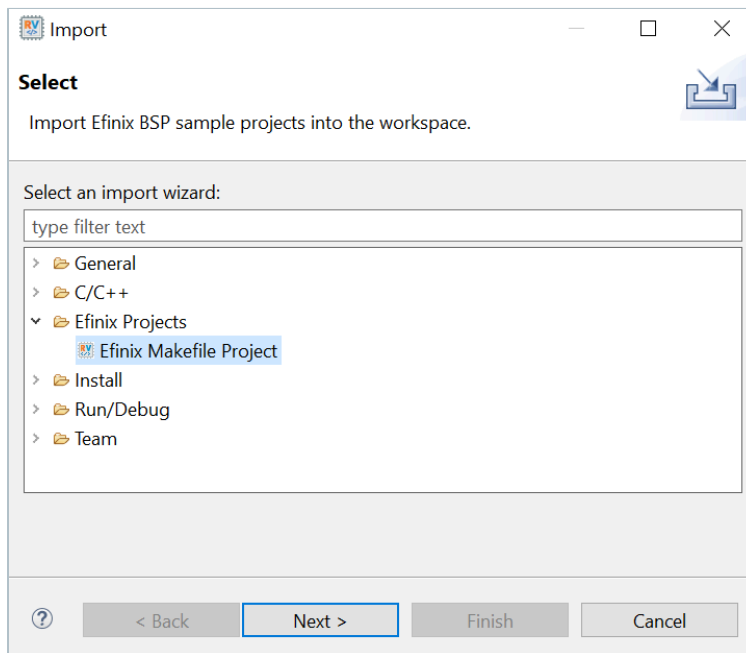 Import
Select
Import Efinix BSP sample projects into the workspace.
Select an import wizard:
type filter text
General
C/C++
Efinix Projects
RV Efinix Makefile Project
Install
Run/Debug
Team
? < Back Next > Finish Cancel